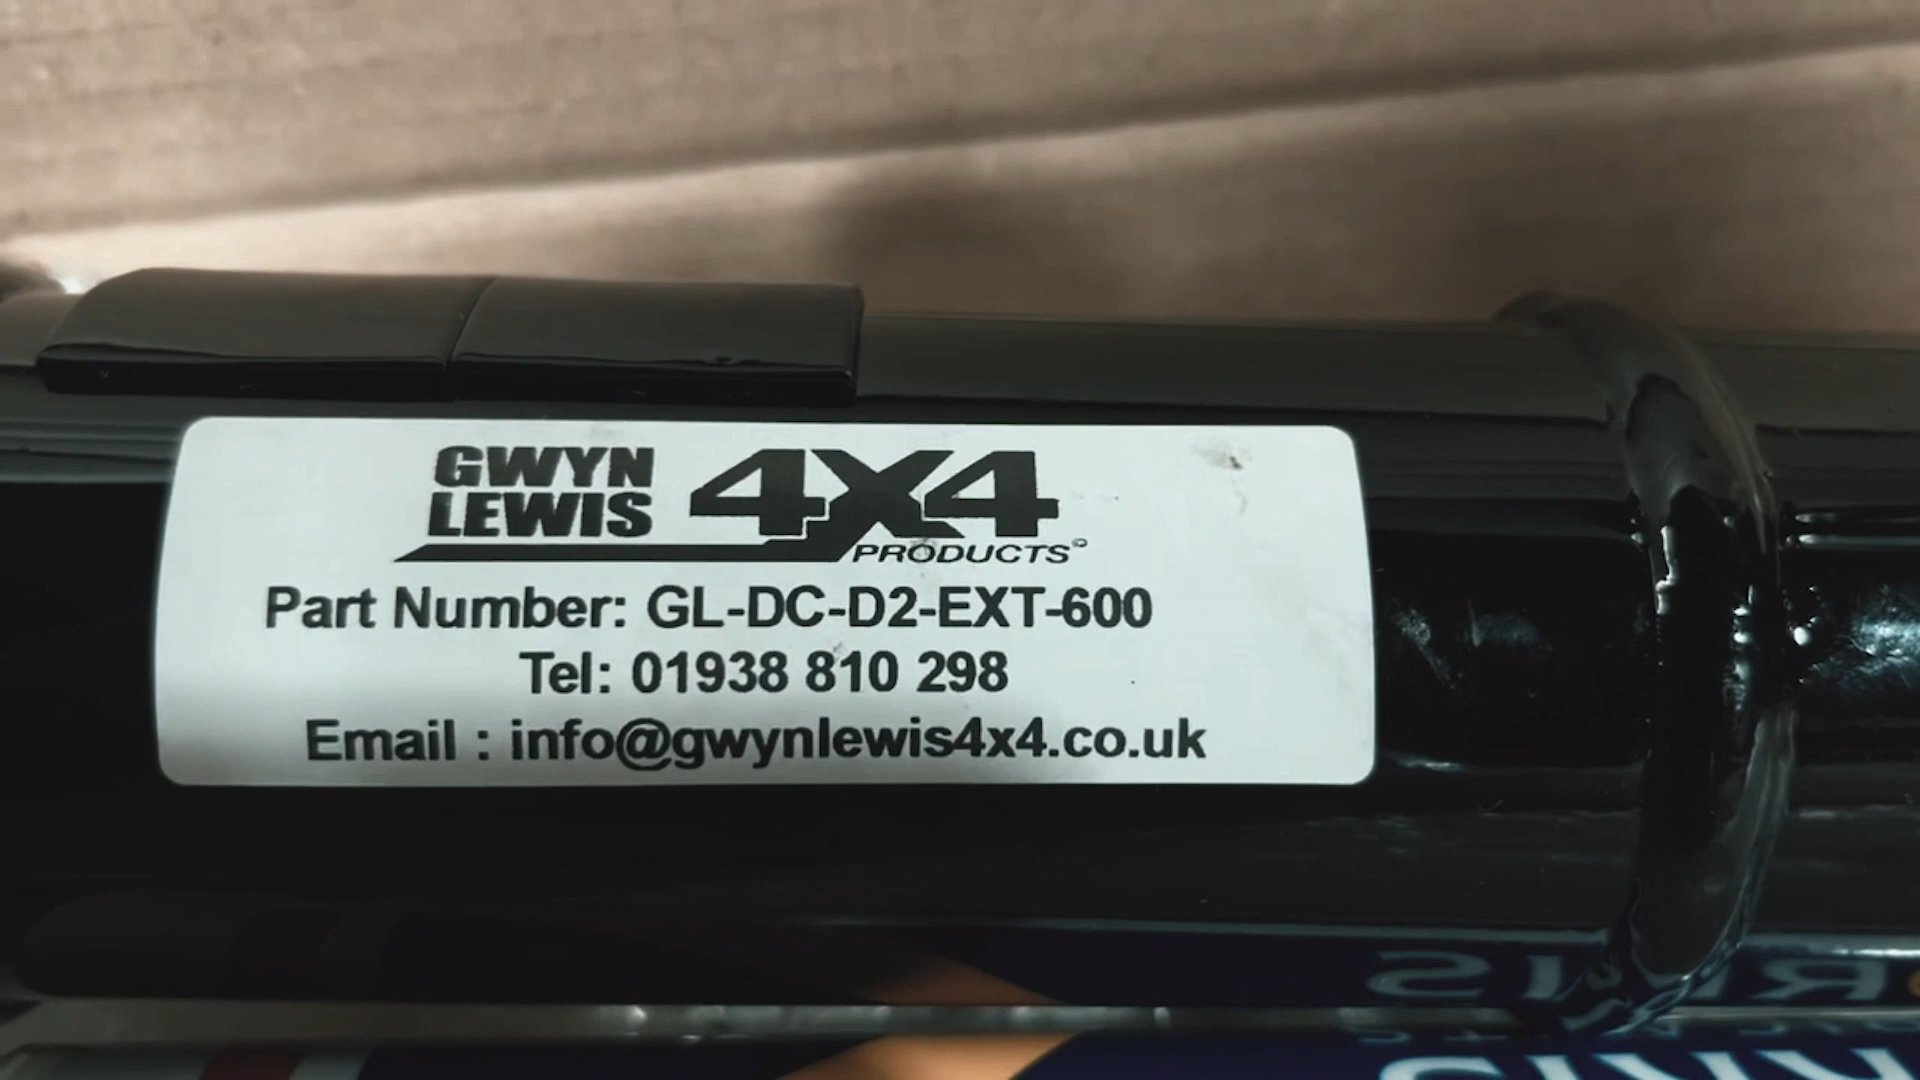 GWYN
LEWIS
4X4
PRODUCTS©
Part Number: GL-DC-D2-EXT-600
Tel: 01938 810 298
Email : info@gwynlewis4x4.co.uk